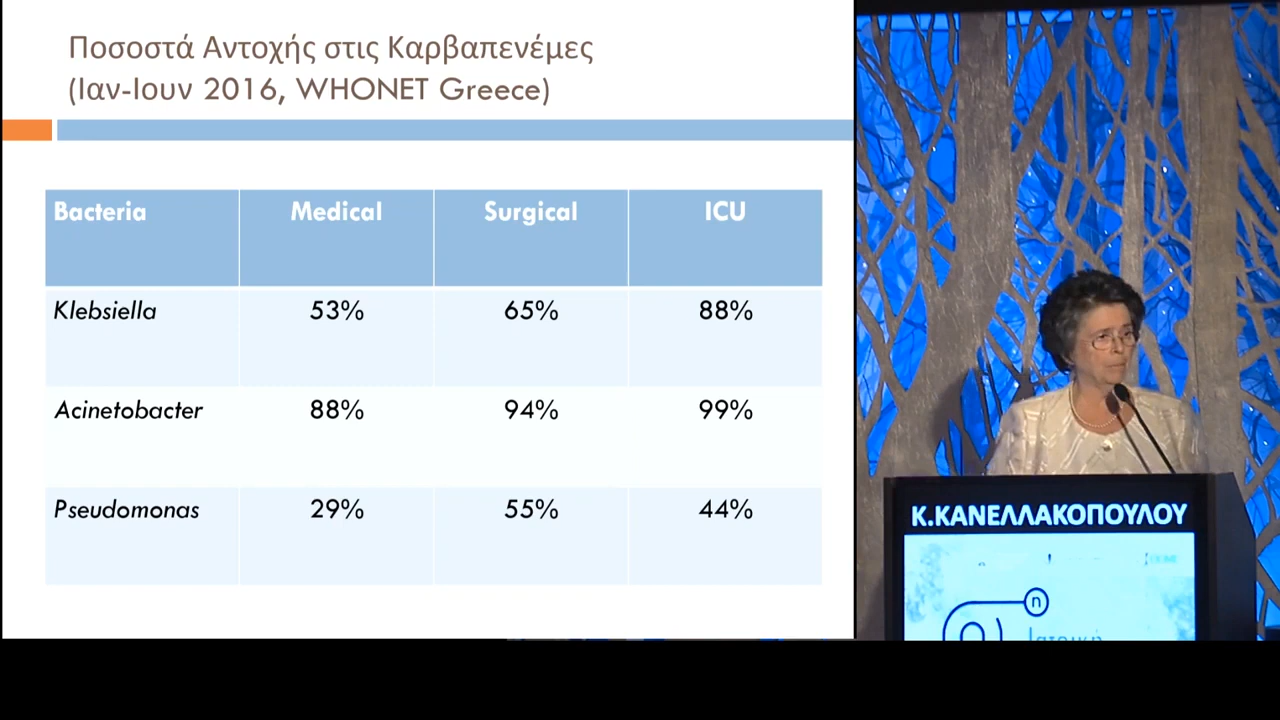 Ποσοστά Αντοχής στις Καρβαπενέμες
(Ιαν-Ιουν 2016, WHONET Greece)
Bacteria Medical Surgical ICU
Klebsiella 53% 65% 88%
Acinetobacter 88% 94% 99%
Pseudomonas 29% 55% 44%
Κ.ΚΑΝΕΛΛΑΚΟΠΟΥΛΟΥ
η